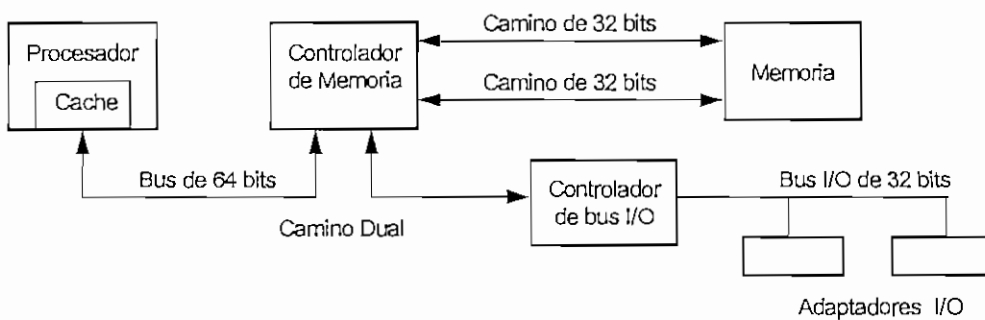 Procesador
Cache
Controlador
de Memoria
Camino de 32 bits
Camino de 32 bits
Memoria
Bus de 64 bits
Camino Dual
Controlador
de bus I/O
Bus I/O de 32 bits
Adaptadores I/O